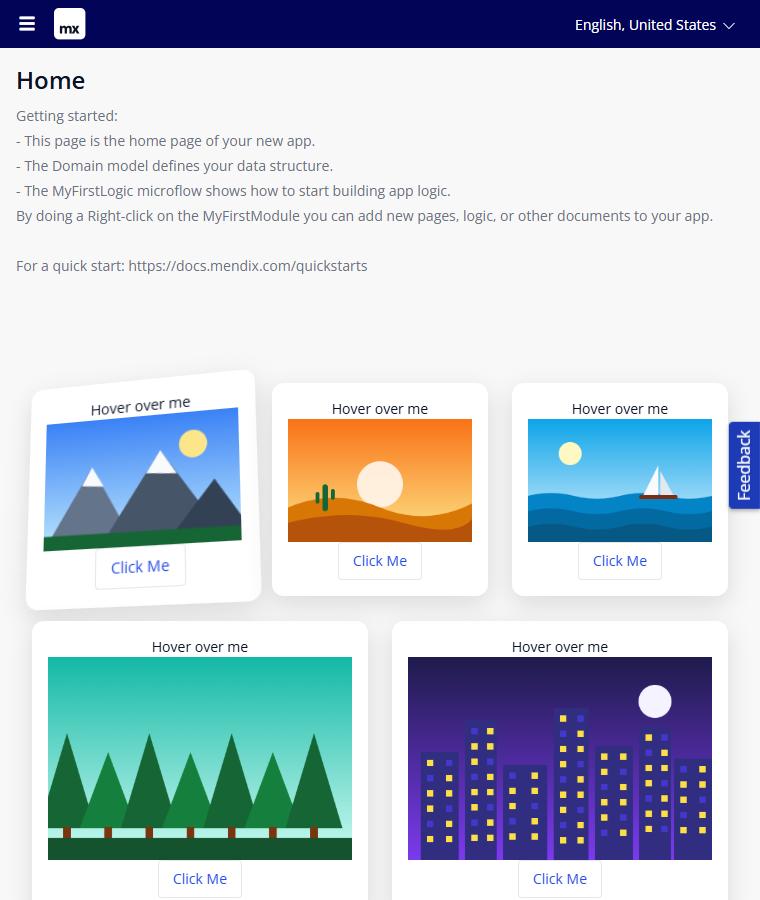 mx
English, United States
Home
Getting started:
- This page is the home page of your new app.
- The Domain model defines your data structure.
- The MyFirstLogic microflow shows how to start building app logic.
By doing a Right-click on the MyFirstModule you can add new pages, logic, or other documents to your app.
For a quick start: https://docs.mendix.com/quickstarts
Hover over me
Click Me
Hover over me
Click Me
Hover over me
Click Me
Feedback
Hover over me
Click Me
Hover over me
Click Me